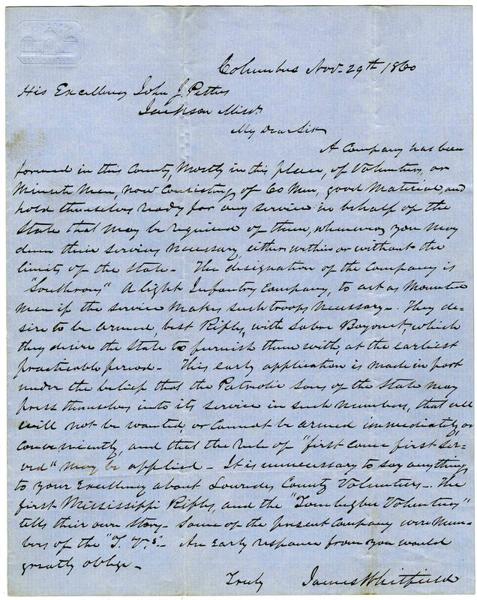 Columbus Nov. 29th 1860
His Excellency John J. Pettus
Jackson Miss.
My Dear Sir
A Company has been
formed in this County, Mostly in this place, of Volunteers, or
Minute Men, now Consisting of 60 Men, good Material, and
hold themselves ready for any service in behalf of the
State that may be required of them, whenever you may
deem their services necessary, either within or without the
limits of the State. The designation of the Company is
"Southrons" A light Infantry Company, to act as Mounted
men if the service makes such troops necessary. They de-
sire to be armed, best Rifles, with Sabre Bayonet, which
they desire the State to furnish them with, at the earliest
practicable period. This early application is made in part
under the belief that the Patriotic sons of the State may
press themselves into its service in such numbers, that all
will not be wanted, or cannot be armed immediately or
conveniently, and that the rule of "first come first Ser-
ved" may be applied. It is unnecessary to say anything
to your Excellency about Lowndes County Volunteers. The
first Mississippi Rifles, and the "Tombigbee Volunteers"
tells their our story. Some of the present Company were Mem-
bers of the "T. V.s". An Early response from you would
greatly oblige.
Truly James Whitfield